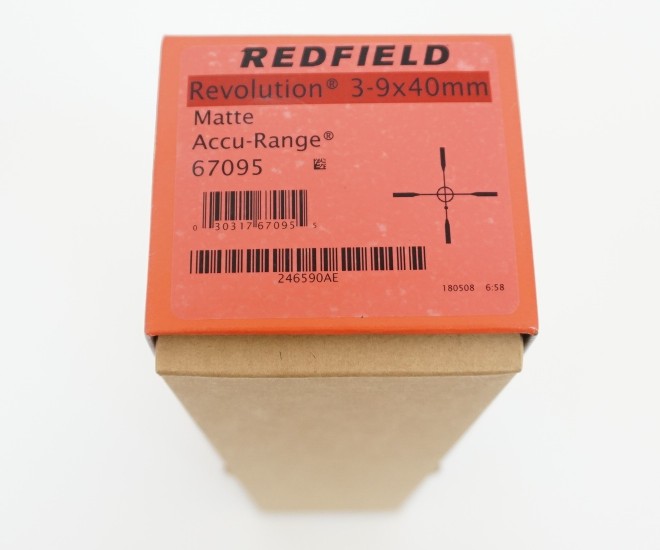 REDFIELD
Revolution® 3-9x40mm
Matte
Accu-Range®
67095
0 30317 67095 5
246590AE
180508 6:58